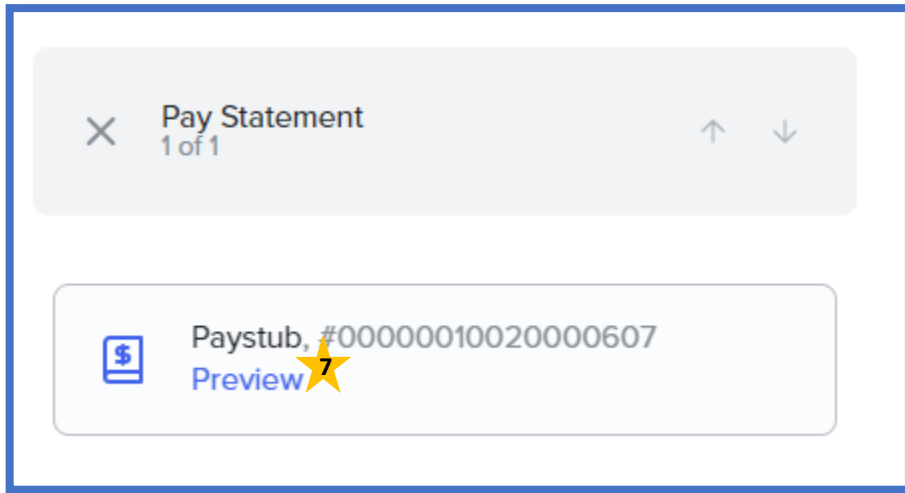 Pay Statement
1 of 1
Paystub, #00000010020000607
Preview 7